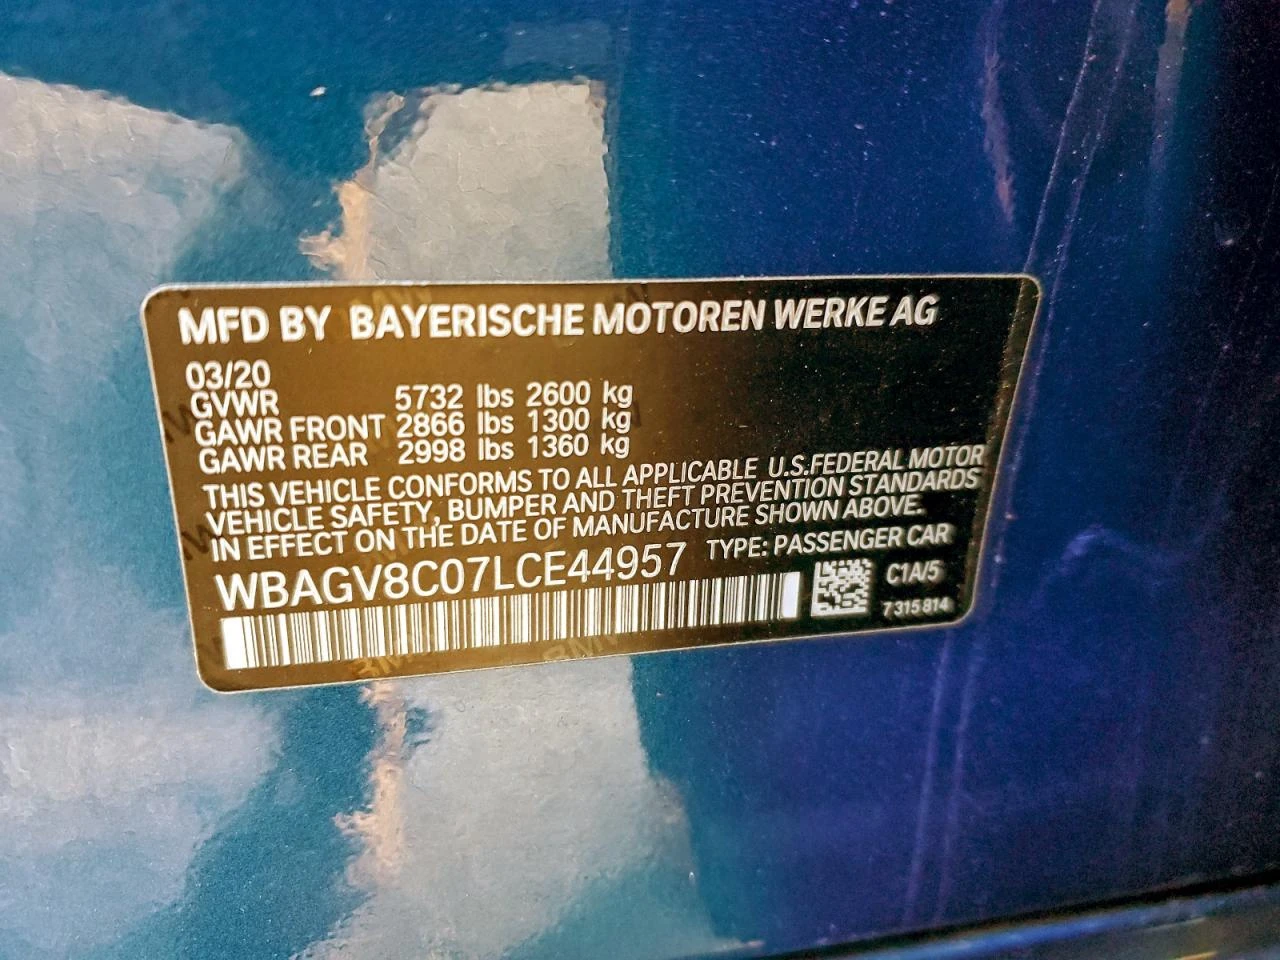 MFD BY BAYERISCHE MOTOREN WERKE AG
03/20
GVWR 5732 lbs 2600 kg
GAWR FRONT 2866 lbs 1300 kg
GAWR REAR 2998 lbs 1360 kg
THIS VEHICLE CONFORMS TO ALL APPLICABLE U.S.FEDERAL MOTOR
VEHICLE SAFETY, BUMPER AND THEFT PREVENTION STANDARDS
IN EFFECT ON THE DATE OF MANUFACTURE SHOWN ABOVE.
WBAGV8C07LCE44957 TYPE: PASSENGER CAR
C1A/5
7 315 814